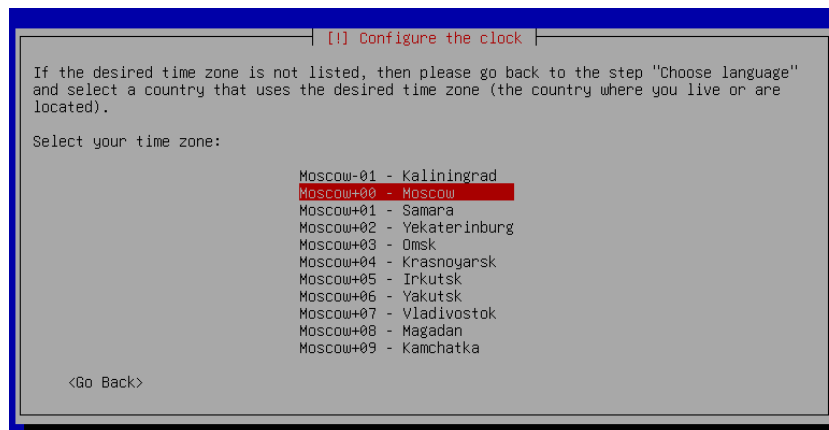 [!] Configure the clock
If the desired time zone is not listed, then please go back to the step "Choose language"
and select a country that uses the desired time zone (the country where you live or are
located).
Select your time zone:
Moscow-01 - Kaliningrad
Moscow+00 - Moscow
Moscow+01 - Samara
Moscow+02 - Yekaterinburg
Moscow+03 - Omsk
Moscow+04 - Krasnoyarsk
Moscow+05 - Irkutsk
Moscow+06 - Yakutsk
Moscow+07 - Vladivostok
Moscow+08 - Magadan
Moscow+09 - Kamchatka
<Go Back>